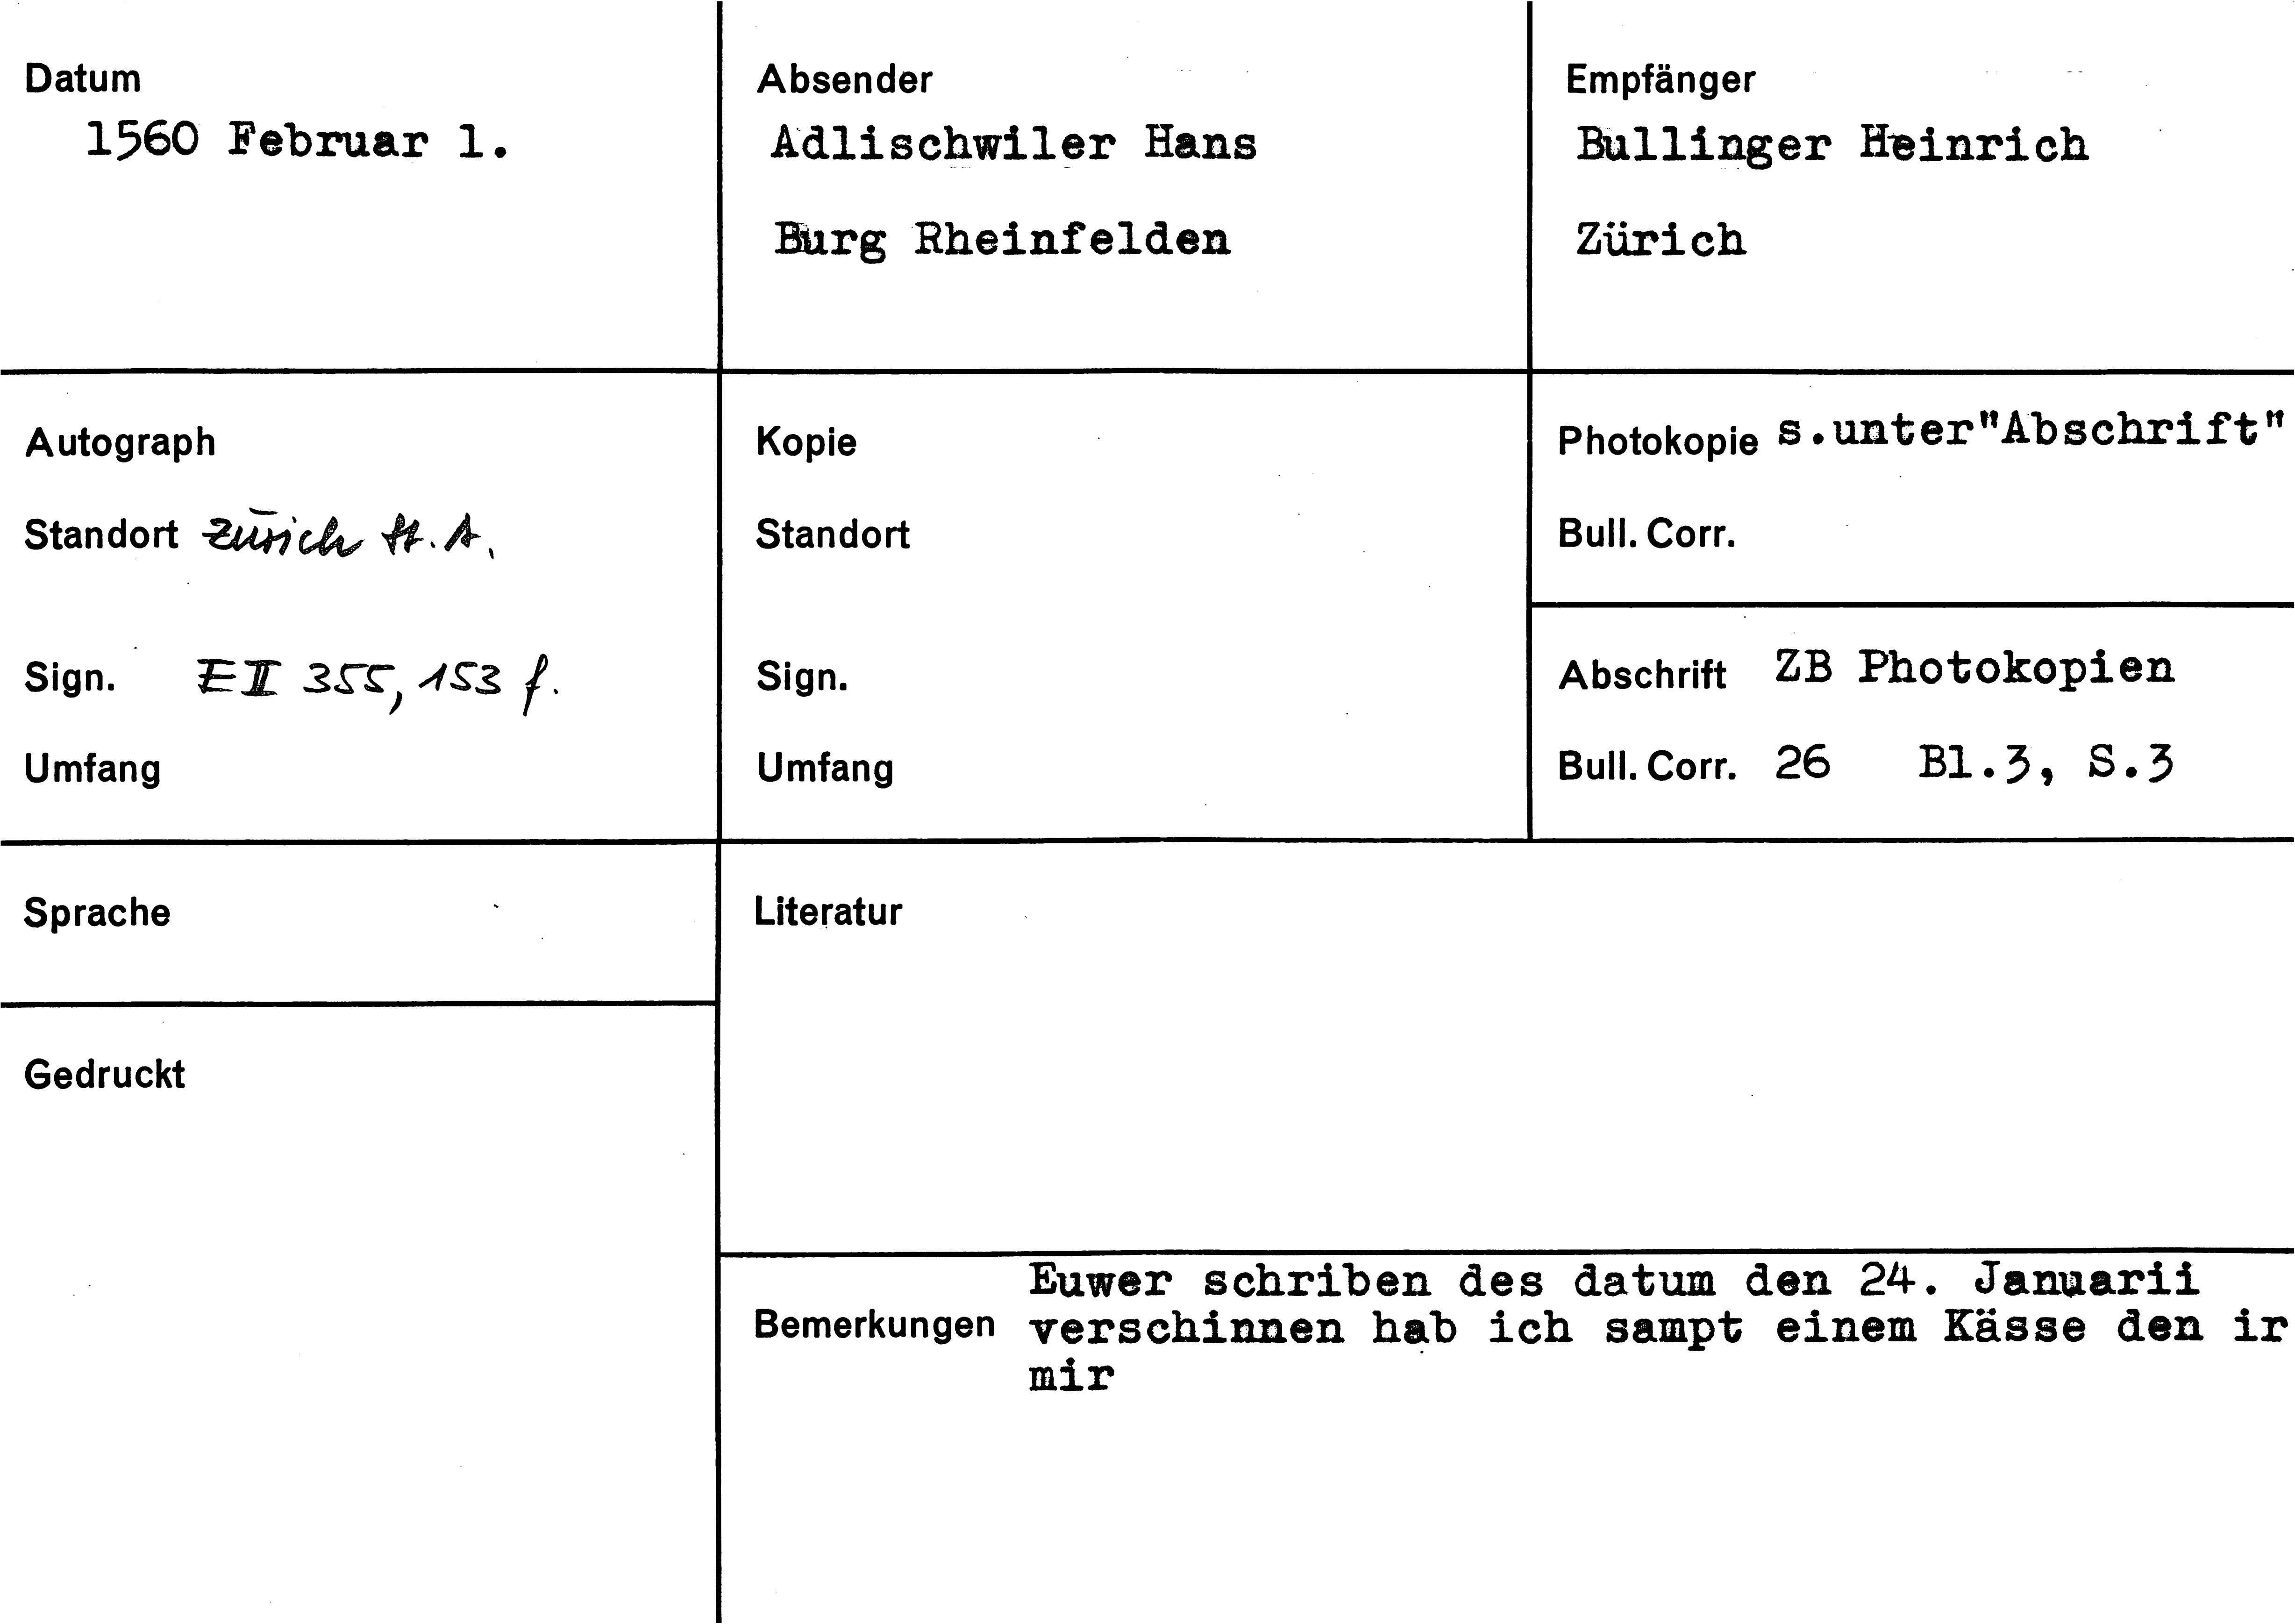 Datum
1560 Februar 1.
Absender
Adlischwiler Hans
Burg Rheinfelden
Empfänger
Bullinger Heinrich
Zürich
Autograph
Standort Zürich St. A.
Sign. E II 355, 153 f.
Umfang
Kopie
Standort
Sign.
Umfang
Photokopie s.unter"Abschrift"
Bull. Corr.
Abschrift ZB Photokopien
Bull. Corr. 26 Bl.3, S.3
Sprache
Gedruckt
Literatur
Bemerkungen
Euwer schriben des datum den 24. Januarii
verschinnen hab ich sampt einem Kässe den ir
mir